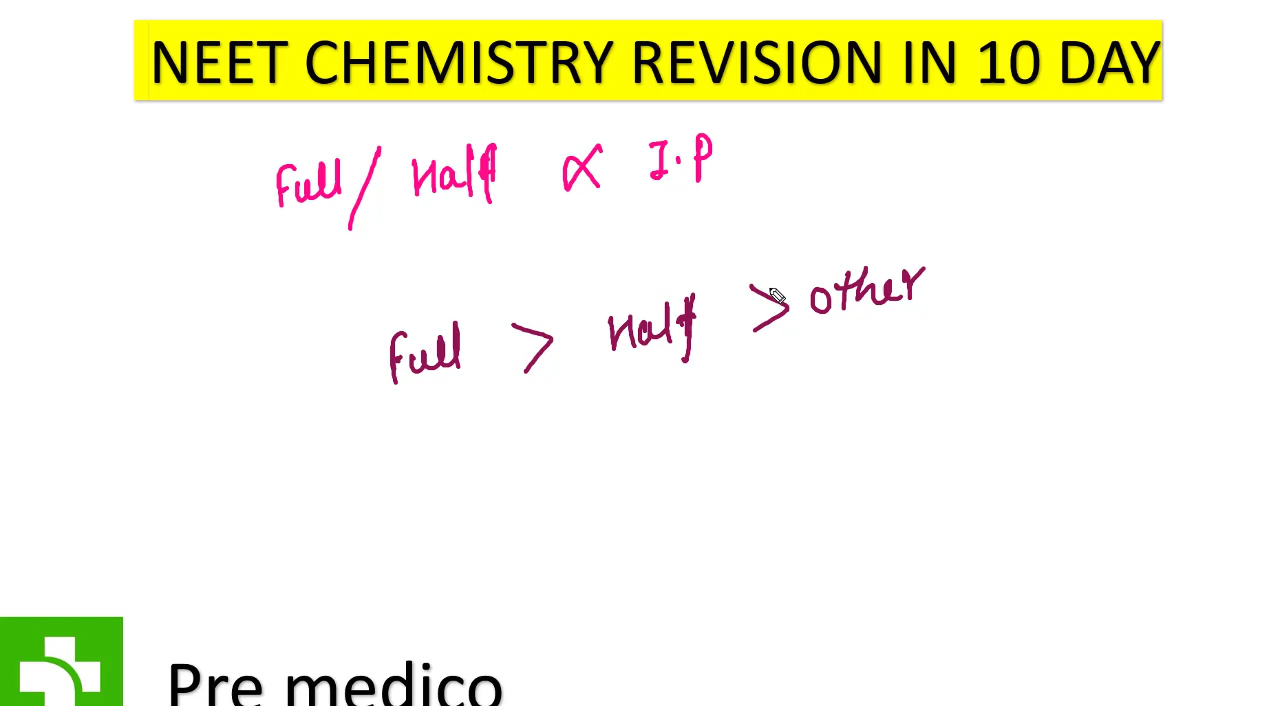 NEET CHEMISTRY REVISION IN 10 DAY
Full/ Half ∝ I.P
Full > Half > other
Pre medico